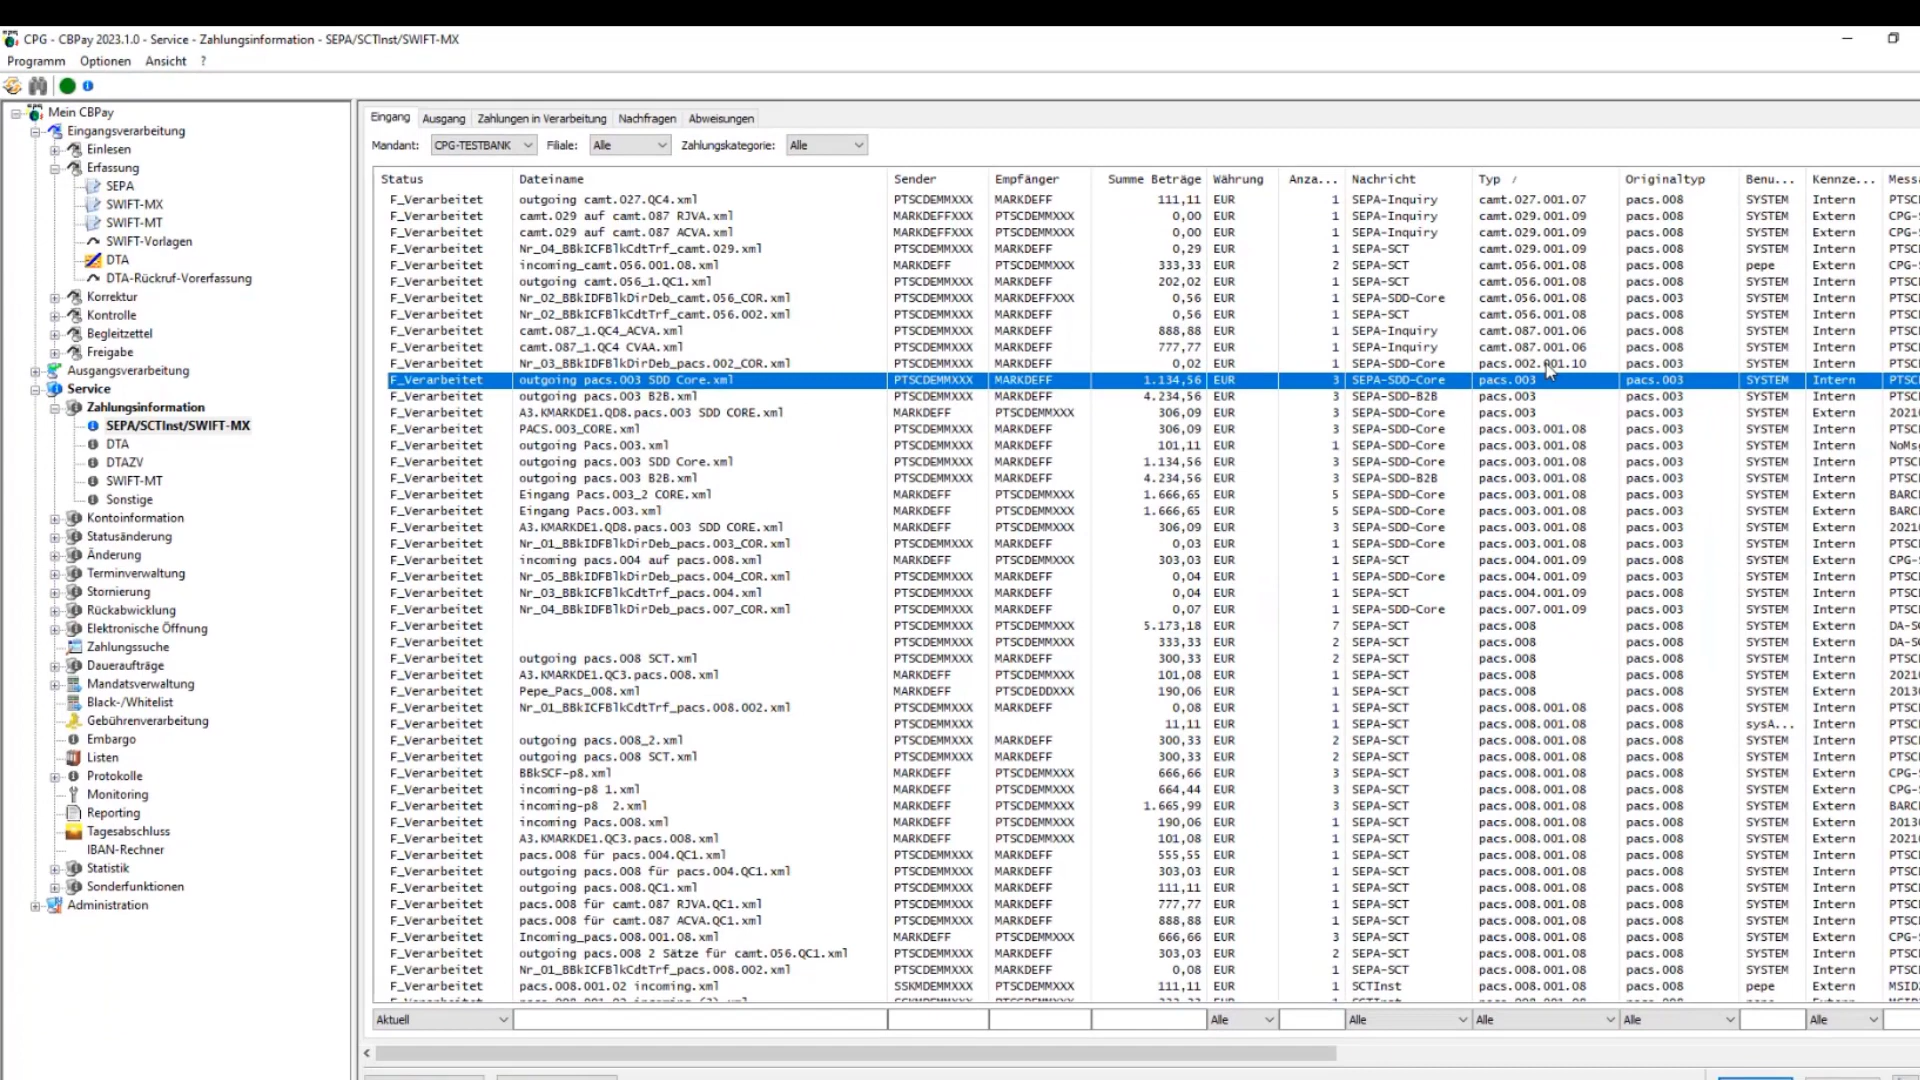 CPG - CBPay 2023.1.0 - Service - Zahlungsinformation - SEPA/SCTInst/SWIFT-MX
Programm Optionen Ansicht ?
Mein CBPay
Eingangsverarbeitung
Einlesen
Erfassung
SEPA
SWIFT-MX
SWIFT-MT
SWIFT-Vorlagen
DTA
DTA-Rückruf-Vorerfassung
Korrektur
Kontrolle
Begleitzettel
Freigabe
Ausgangsverarbeitung
Service
Zahlungsinformation
SEPA/SCTInst/SWIFT-MX
DTA
DTAZV
SWIFT-MT
Sonstige
Kontoinformation
Statusänderung
Änderung
Terminverwaltung
Stornierung
Rückabwicklung
Elektronische Öffnung
Zahlungssuche
Daueraufträge
Mandatsverwaltung
Black-/Whitelist
Gebührenverarbeitung
Embargo
Listen
Protokolle
Monitoring
Reporting
Tagesabschluss
IBAN-Rechner
Statistik
Sonderfunktionen
Administration
Eingang Ausgang Zahlungen in Verarbeitung Nachfragen Abweisungen
Mandant: CPG-TESTBANK Filiale: Alle Zahlungskategorie: Alle
Status Dateiname Sender Empfänger Summe Beträge Währung Anza... Nachricht Typ / Originaltyp Benu... Kennze... Messa
F_Verarbeitet outgoing camt.027.QC4.xml PTSCDEMMXXX MARKDEFF 111,11 EUR 1 SEPA-Inquiry camt.027.001.07 pacs.008 SYSTEM Intern PTSCI
F_Verarbeitet camt.029 auf camt.087 RJVA.xml MARKDEFFXXX PTSCDEMMXXX 0,00 EUR 1 SEPA-Inquiry camt.029.001.09 pacs.008 SYSTEM Extern CPG-S
F_Verarbeitet camt.029 auf camt.087 ACVA.xml MARKDEFFXXX PTSCDEMMXXX 0,00 EUR 1 SEPA-Inquiry camt.029.001.09 pacs.008 SYSTEM Extern CPG-S
F_Verarbeitet Nr_04_BBkICFBlkCdtTrf_camt.029.xml PTSCDEMMXXX MARKDEFF 0,29 EUR 1 SEPA-SCT camt.029.001.09 pacs.008 SYSTEM Intern PTSCI
F_Verarbeitet incoming_camt.056.001.08.xml MARKDEFF PTSCDEMMXXX 333,33 EUR 2 SEPA-SCT camt.056.001.08 pacs.008 pepe Extern CPG-S
F_Verarbeitet outgoing camt.056_1.QC1.xml PTSCDEMMXXX MARKDEFF 202,02 EUR 1 SEPA-SCT camt.056.001.08 pacs.008 SYSTEM Intern PTSCI
F_Verarbeitet Nr_02_BBkIDFBlkDirDeb_camt.056_COR.xml PTSCDEMMXXX MARKDEFFXXX 0,56 EUR 1 SEPA-SDD-Core camt.056.001.08 pacs.003 SYSTEM Intern PTSCI
F_Verarbeitet Nr_02_BBkICFBlkCdtTrf_camt.056.002.xml PTSCDEMMXXX MARKDEFF 0,56 EUR 1 SEPA-SCT camt.056.001.08 pacs.008 SYSTEM Intern PTSCI
F_Verarbeitet camt.087_1.QC4_ACVA.xml PTSCDEMMXXX MARKDEFF 888,88 EUR 1 SEPA-Inquiry camt.087.001.06 pacs.008 SYSTEM Intern PTSCI
F_Verarbeitet camt.087_1.QC4 CVAA.xml PTSCDEMMXXX MARKDEFF 777,77 EUR 1 SEPA-Inquiry camt.087.001.06 pacs.008 SYSTEM Intern PTSCI
F_Verarbeitet Nr_03_BBkIDFBlkDirDeb_pacs.002_COR.xml PTSCDEMMXXX MARKDEFF 0,02 EUR 1 SEPA-SDD-Core pacs.002.001.10 pacs.003 SYSTEM Intern PTSCI
F_Verarbeitet outgoing pacs.003 SDD Core.xml PTSCDEMMXXX MARKDEFF 1.134,56 EUR 3 SEPA-SDD-Core pacs.003 pacs.003 SYSTEM Intern PTSCI
F_Verarbeitet outgoing pacs.003 B2B.xml PTSCDEMMXXX MARKDEFF 4.234,56 EUR 3 SEPA-SDD-B2B pacs.003 pacs.003 SYSTEM Intern PTSCI
F_Verarbeitet A3.KMARKDE1.QD8.pacs.003 SDD CORE.xml MARKDEFF PTSCDEMMXXX 306,09 EUR 3 SEPA-SDD-Core pacs.003 pacs.003 SYSTEM Extern 20210
F_Verarbeitet PACS.003_CORE.xml PTSCDEMMXXX MARKDEFF 306,09 EUR 3 SEPA-SDD-Core pacs.003.001.08 pacs.003 SYSTEM Intern PTSCI
F_Verarbeitet outgoing Pacs.003.xml PTSCDEMMXXX MARKDEFF 101,11 EUR 1 SEPA-SDD-Core pacs.003.001.08 pacs.003 SYSTEM Intern NoMsg
F_Verarbeitet outgoing pacs.003 SDD Core.xml PTSCDEMMXXX MARKDEFF 1.134,56 EUR 3 SEPA-SDD-Core pacs.003.001.08 pacs.003 SYSTEM Intern PTSCI
F_Verarbeitet outgoing pacs.003 B2B.xml PTSCDEMMXXX MARKDEFF 4.234,56 EUR 3 SEPA-SDD-B2B pacs.003.001.08 pacs.003 SYSTEM Intern PTSCI
F_Verarbeitet Eingang Pacs.003_2 CORE.xml MARKDEFF PTSCDEMMXXX 1.666,65 EUR 5 SEPA-SDD-Core pacs.003.001.08 pacs.003 SYSTEM Extern BARCI
F_Verarbeitet Eingang Pacs.003.xml MARKDEFF PTSCDEMMXXX 1.666,65 EUR 5 SEPA-SDD-Core pacs.003.001.08 pacs.003 SYSTEM Extern BARCI
F_Verarbeitet A3.KMARKDE1.QD8.pacs.003 SDD CORE.xml MARKDEFF PTSCDEMMXXX 306,09 EUR 3 SEPA-SDD-Core pacs.003.001.08 pacs.003 SYSTEM Extern 20210
F_Verarbeitet Nr_01_BBkIDFBlkDirDeb_pacs.003_COR.xml PTSCDEMMXXX MARKDEFF 0,03 EUR 1 SEPA-SDD-Core pacs.003.001.08 pacs.003 SYSTEM Intern PTSCI
F_Verarbeitet incoming pacs.004 auf pacs.008.xml MARKDEFF PTSCDEMMXXX 303,03 EUR 1 SEPA-SCT pacs.004.001.09 pacs.008 SYSTEM Extern CPG-S
F_Verarbeitet Nr_05_BBkIDFBlkDirDeb_pacs.004_COR.xml PTSCDEMMXXX MARKDEFF 0,04 EUR 1 SEPA-SDD-Core pacs.004.001.09 pacs.003 SYSTEM Intern PTSCI
F_Verarbeitet Nr_03_BBkICFBlkCdtTrf_pacs.004.xml PTSCDEMMXXX MARKDEFF 0,04 EUR 1 SEPA-SCT pacs.004.001.09 pacs.008 SYSTEM Intern PTSCI
F_Verarbeitet Nr_04_BBkIDFBlkDirDeb_pacs.007_COR.xml PTSCDEMMXXX MARKDEFF 0,07 EUR 1 SEPA-SDD-Core pacs.007.001.09 pacs.003 SYSTEM Intern PTSCI
F_Verarbeitet PTSCDEMMXXX PTSCDEMMXXX 5.173,18 EUR 7 SEPA-SCT pacs.008 pacs.008 SYSTEM Intern DA-S
F_Verarbeitet PTSCDEMMXXX PTSCDEMMXXX 333,33 EUR 2 SEPA-SCT pacs.008 pacs.008 SYSTEM Intern DA-S
F_Verarbeitet outgoing pacs.008 SCT.xml PTSCDEMMXXX MARKDEFF 300,33 EUR 2 SEPA-SCT pacs.008 pacs.008 SYSTEM Intern PTSCI
F_Verarbeitet A3.KMARKDE1.QC3.pacs.008.xml MARKDEFF PTSCDEMMXXX 101,08 EUR 1 SEPA-SCT pacs.008 pacs.008 SYSTEM Extern 20210
F_Verarbeitet Pepe_Pacs_008.xml MARKDEFF PTSCDEDDXXX 190,06 EUR 1 SEPA-SCT pacs.008 pacs.008 SYSTEM Extern 20130
F_Verarbeitet Nr_01_BBkICFBlkCdtTrf_pacs.008.002.xml PTSCDEMMXXX MARKDEFF 0,08 EUR 1 SEPA-SCT pacs.008.001.08 pacs.008 SYSTEM Intern PTSCI
F_Verarbeitet PTSCDEMMXXX 11,11 EUR 1 SEPA-SCT pacs.008.001.08 pacs.008 sysA... Intern PTSCI
F_Verarbeitet outgoing pacs.008_2.xml PTSCDEMMXXX MARKDEFF 300,33 EUR 2 SEPA-SCT pacs.008.001.08 pacs.008 SYSTEM Intern PTSCI
F_Verarbeitet outgoing pacs.008 SCT.xml PTSCDEMMXXX MARKDEFF 300,33 EUR 2 SEPA-SCT pacs.008.001.08 pacs.008 SYSTEM Intern PTSCI
F_Verarbeitet BBkSCF-p8.xml MARKDEFF PTSCDEMMXXX 666,66 EUR 3 SEPA-SCT pacs.008.001.08 pacs.008 SYSTEM Extern CPG-S
F_Verarbeitet incoming-p8 1.xml MARKDEFF PTSCDEMMXXX 664,44 EUR 3 SEPA-SCT pacs.008.001.08 pacs.008 SYSTEM Extern CPG-S
F_Verarbeitet incoming-p8 2.xml MARKDEFF PTSCDEMMXXX 1.665,99 EUR 3 SEPA-SCT pacs.008.001.08 pacs.008 SYSTEM Extern BARCI
F_Verarbeitet incoming Pacs.008.xml MARKDEFF PTSCDEMMXXX 190,06 EUR 1 SEPA-SCT pacs.008.001.08 pacs.008 SYSTEM Extern 20130
F_Verarbeitet A3.KMARKDE1.QC3.pacs.008.xml MARKDEFF PTSCDEMMXXX 101,08 EUR 1 SEPA-SCT pacs.008.001.08 pacs.008 SYSTEM Extern 20210
F_Verarbeitet pacs.008 für pacs.004.QC1.xml PTSCDEMMXXX MARKDEFF 555,55 EUR 1 SEPA-SCT pacs.008.001.08 pacs.008 SYSTEM Intern PTSCI
F_Verarbeitet outgoing pacs.008 für pacs.004.QC1.xml PTSCDEMMXXX MARKDEFF 303,03 EUR 1 SEPA-SCT pacs.008.001.08 pacs.008 SYSTEM Intern PTSCI
F_Verarbeitet outgoing pacs.008.QC1.xml PTSCDEMMXXX MARKDEFF 111,11 EUR 1 SEPA-SCT pacs.008.001.08 pacs.008 SYSTEM Intern PTSCI
F_Verarbeitet pacs.008 für camt.087 RJVA.QC1.xml PTSCDEMMXXX MARKDEFF 777,77 EUR 1 SEPA-SCT pacs.008.001.08 pacs.008 SYSTEM Intern PTSCI
F_Verarbeitet pacs.008 für camt.087 ACVA.QC1.xml PTSCDEMMXXX MARKDEFF 888,88 EUR 1 SEPA-SCT pacs.008.001.08 pacs.008 SYSTEM Intern PTSCI
F_Verarbeitet Incoming_pacs.008.001.08.xml MARKDEFF PTSCDEMMXXX 666,66 EUR 3 SEPA-SCT pacs.008.001.08 pacs.008 SYSTEM Extern CPG-S
F_Verarbeitet outgoing pacs.008 2 Sätze für camt.056.QC1.xml PTSCDEMMXXX MARKDEFF 303,03 EUR 2 SEPA-SCT pacs.008.001.08 pacs.008 SYSTEM Intern PTSCI
F_Verarbeitet Nr_01_BBkICFBlkCdtTrf_pacs.008.002.xml PTSCDEMMXXX MARKDEFF 0,08 EUR 1 SEPA-SCT pacs.008.001.08 pacs.008 SYSTEM Intern PTSCI
F_Verarbeitet pacs.008.001.02 incoming.xml SSKMDEMMXXX PTSCDEMMXXX 111,11 EUR 1 SCTInst pacs.008.001.08 pacs.008 pepe Extern MSID
Aktuell Alle Alle Alle Alle Alle